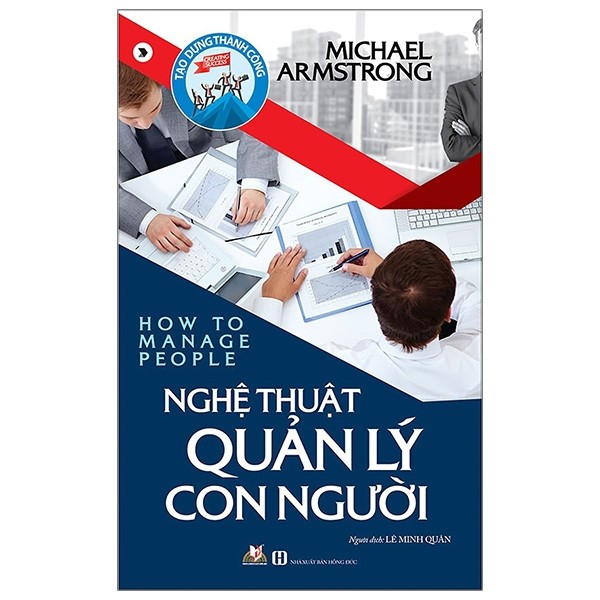 MICHAEL
ARMSTRONG
TẠO DỰNG THÀNH CÔNG
CREATING
SUCCESS
HOW TO
MANAGE
PEOPLE
NGHỆ THUẬT
QUẢN LÝ
CON NGƯỜI
Người dịch: LÊ MINH QUÂN
H
NHÀ XUẤT BẢN HỒNG ĐỨC